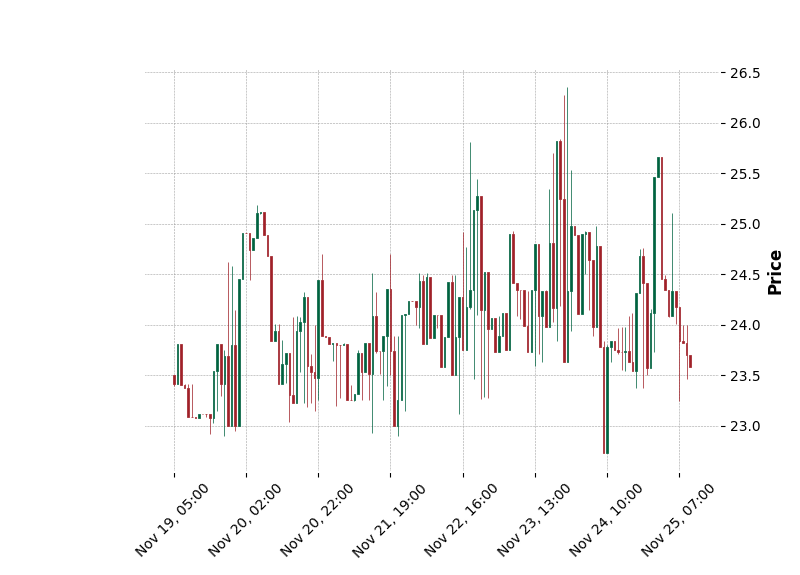 26.5
26.0
25.5
25.0
24.5
24.0
23.5
23.0
Price
Nov 19, 05:00
Nov 20, 02:00
Nov 20, 22:00
Nov 21, 19:00
Nov 22, 16:00
Nov 23, 13:00
Nov 24, 10:00
Nov 25, 07:00